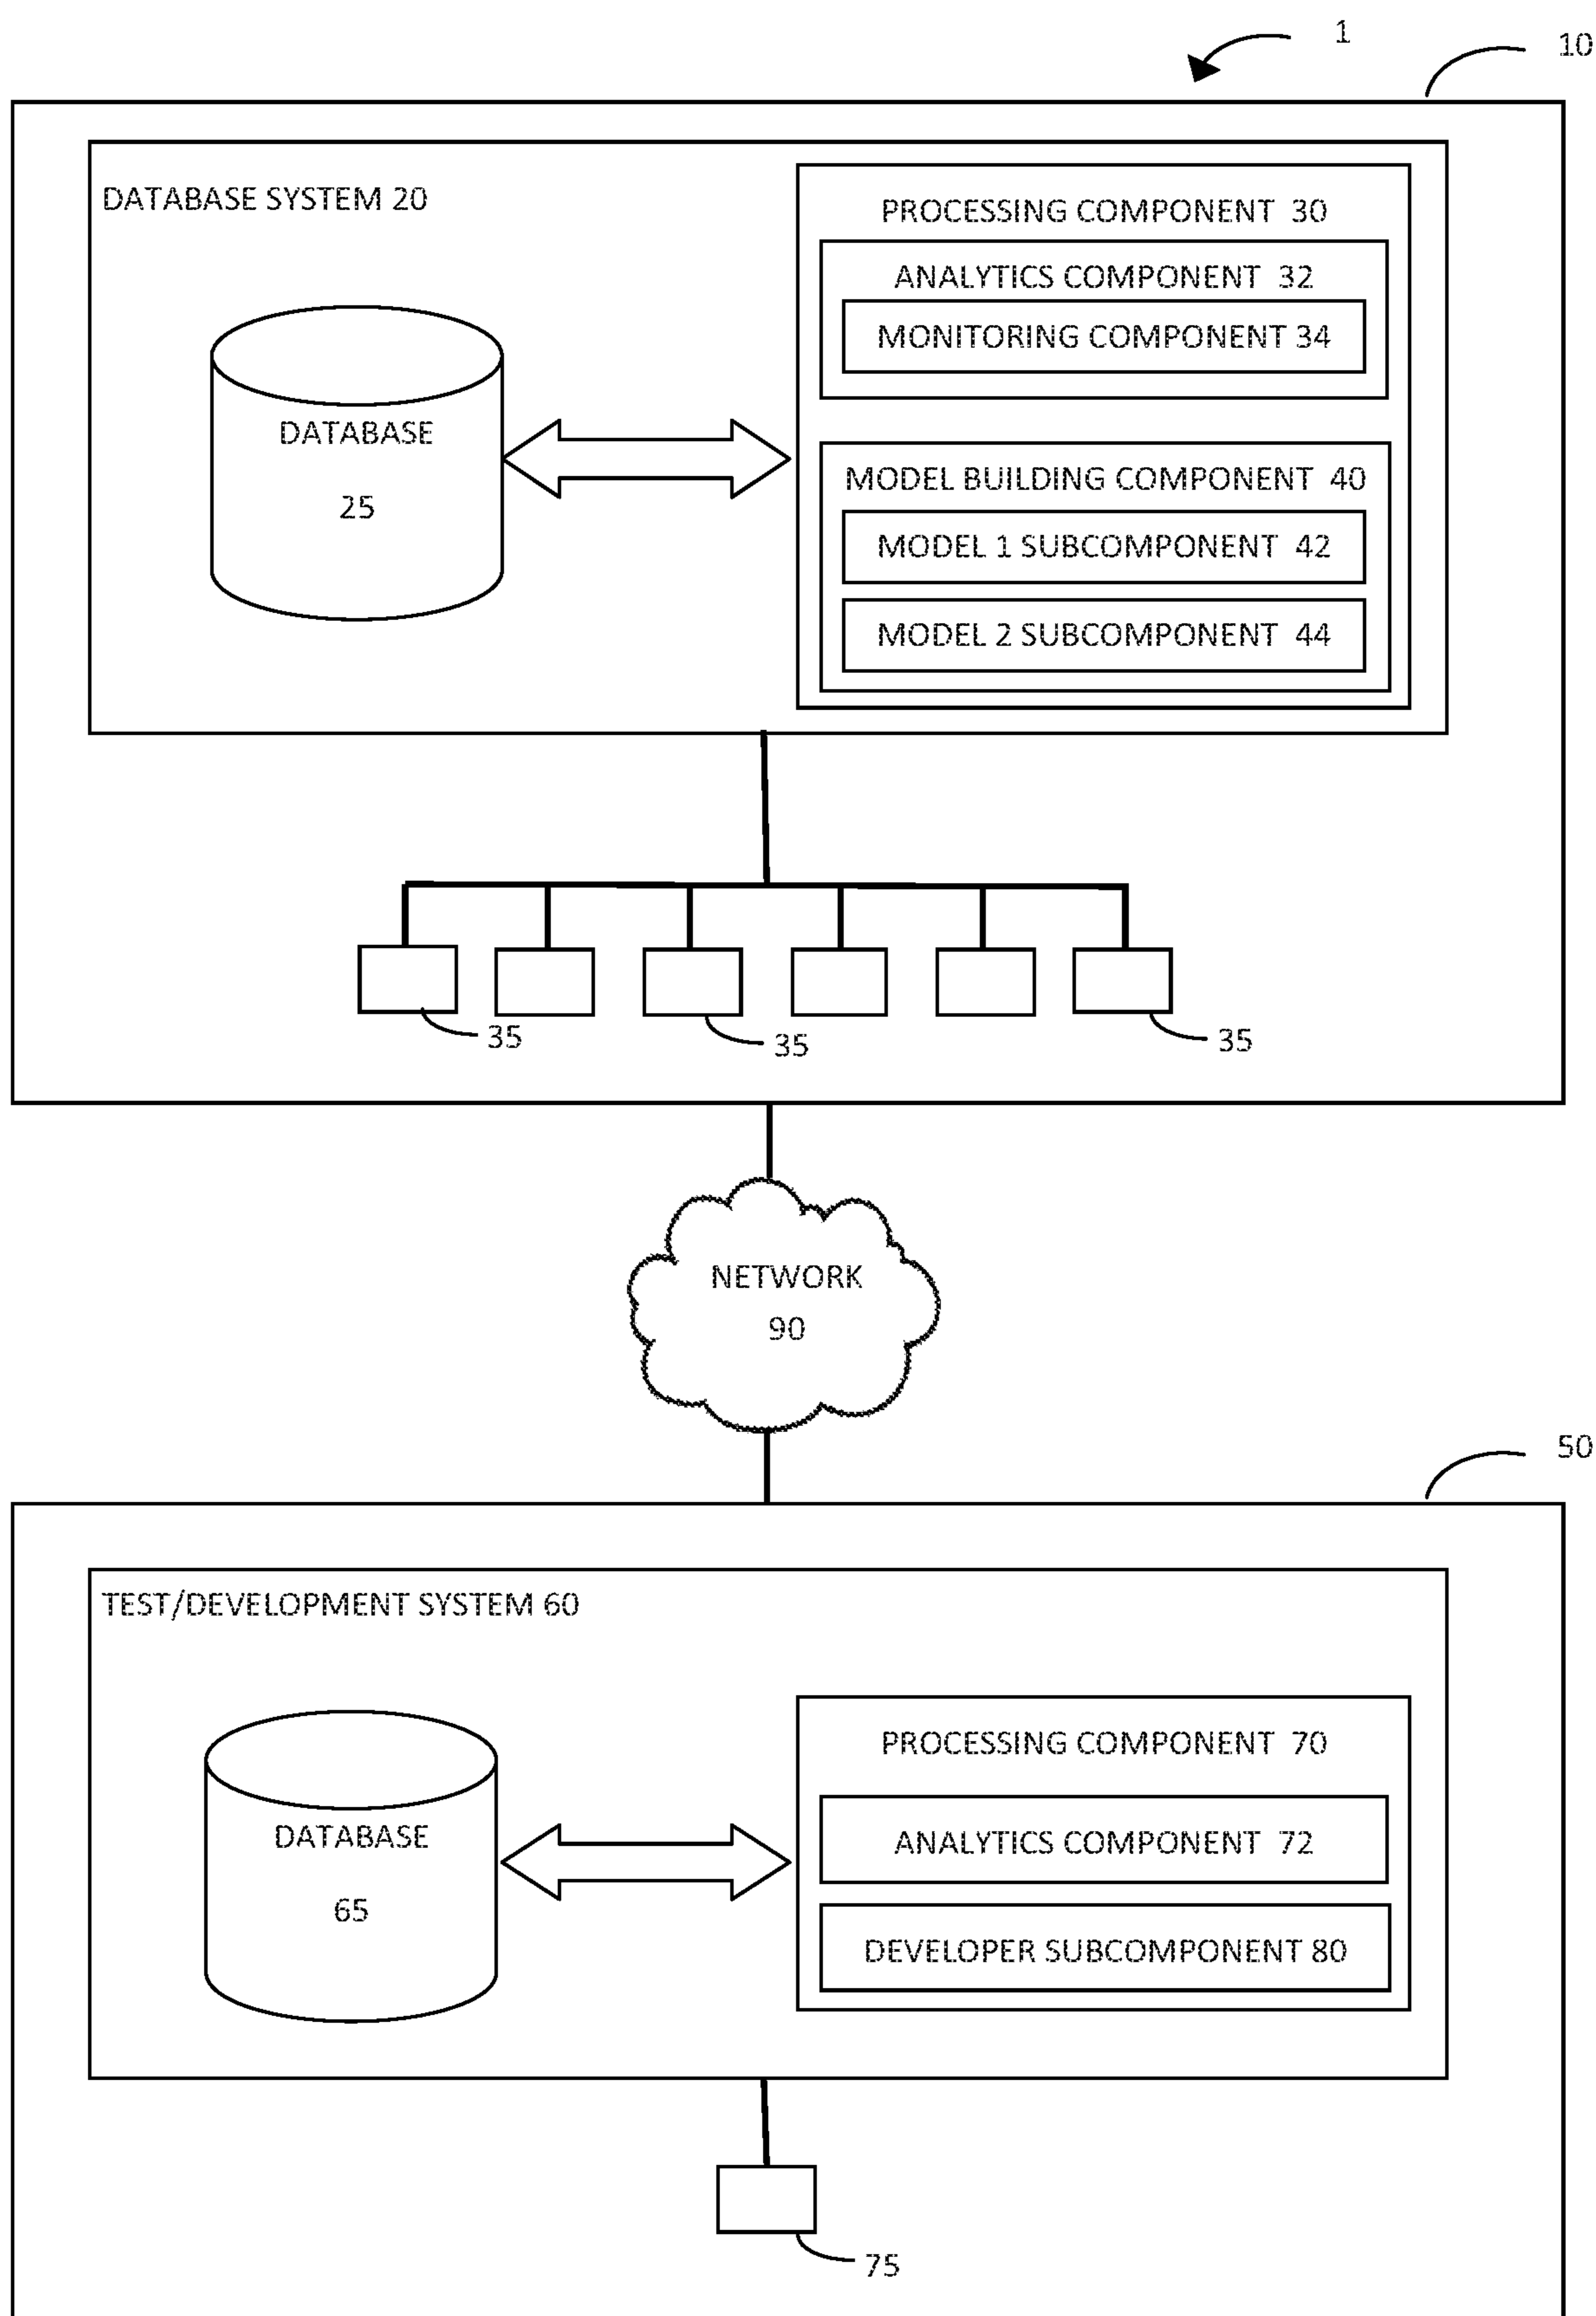 1
10
DATABASE SYSTEM 20
PROCESSING COMPONENT 30
ANALYTICS COMPONENT 32
MONITORING COMPONENT 34
DATABASE
25
MODEL BUILDING COMPONENT 40
MODEL 1 SUBCOMPONENT 42
MODEL 2 SUBCOMPONENT 44
35
35
35
NETWORK
90
50
TEST/DEVELOPMENT SYSTEM 60
PROCESSING COMPONENT 70
DATABASE
65
ANALYTICS COMPONENT 72
DEVELOPER SUBCOMPONENT 80
75